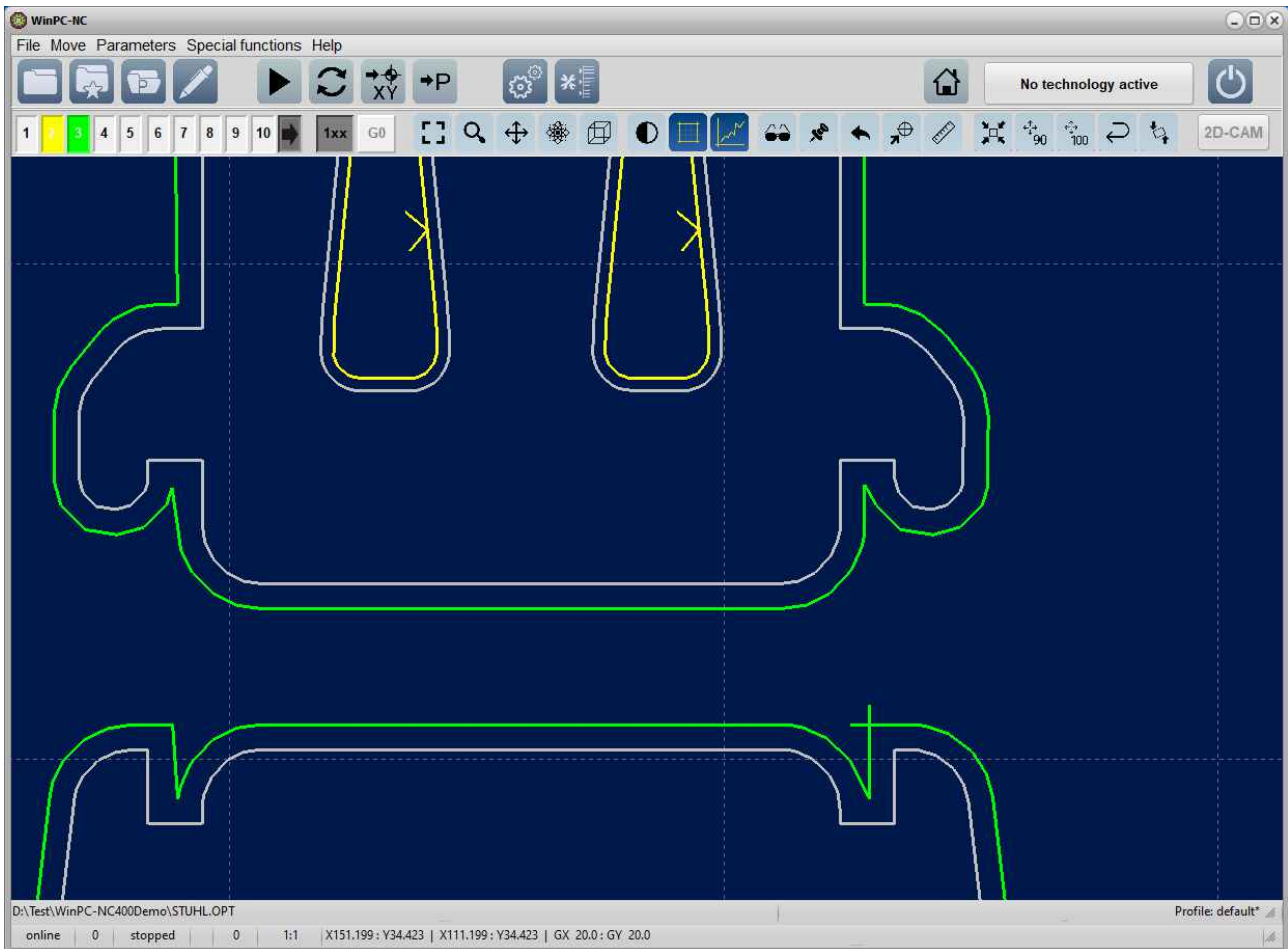 WinPC-NC
File Move Parameters Special functions Help
P XY P No technology active
1 2 3 4 5 6 7 8 9 10 1xx G0 90 100 2D-CAM
D:\Test\WinPC-NC400Demo\STUHL.OPT Profile: default*
online 0 stopped 0 1:1 X151.199 : Y34.423 | X111.199 : Y34.423 | GX 20.0 : GY 20.0